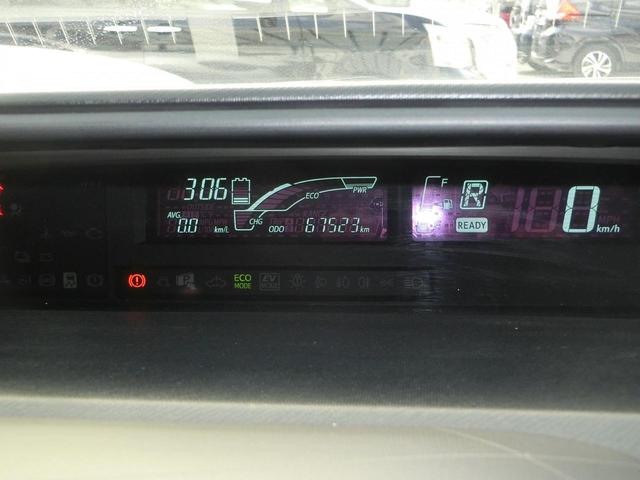 306
ECO
PWR
AVG.
0.0 km/L
CHG
ODO 67523 km
F
R
READY
0
km/h
P
ECO
MODE
EV
MODE